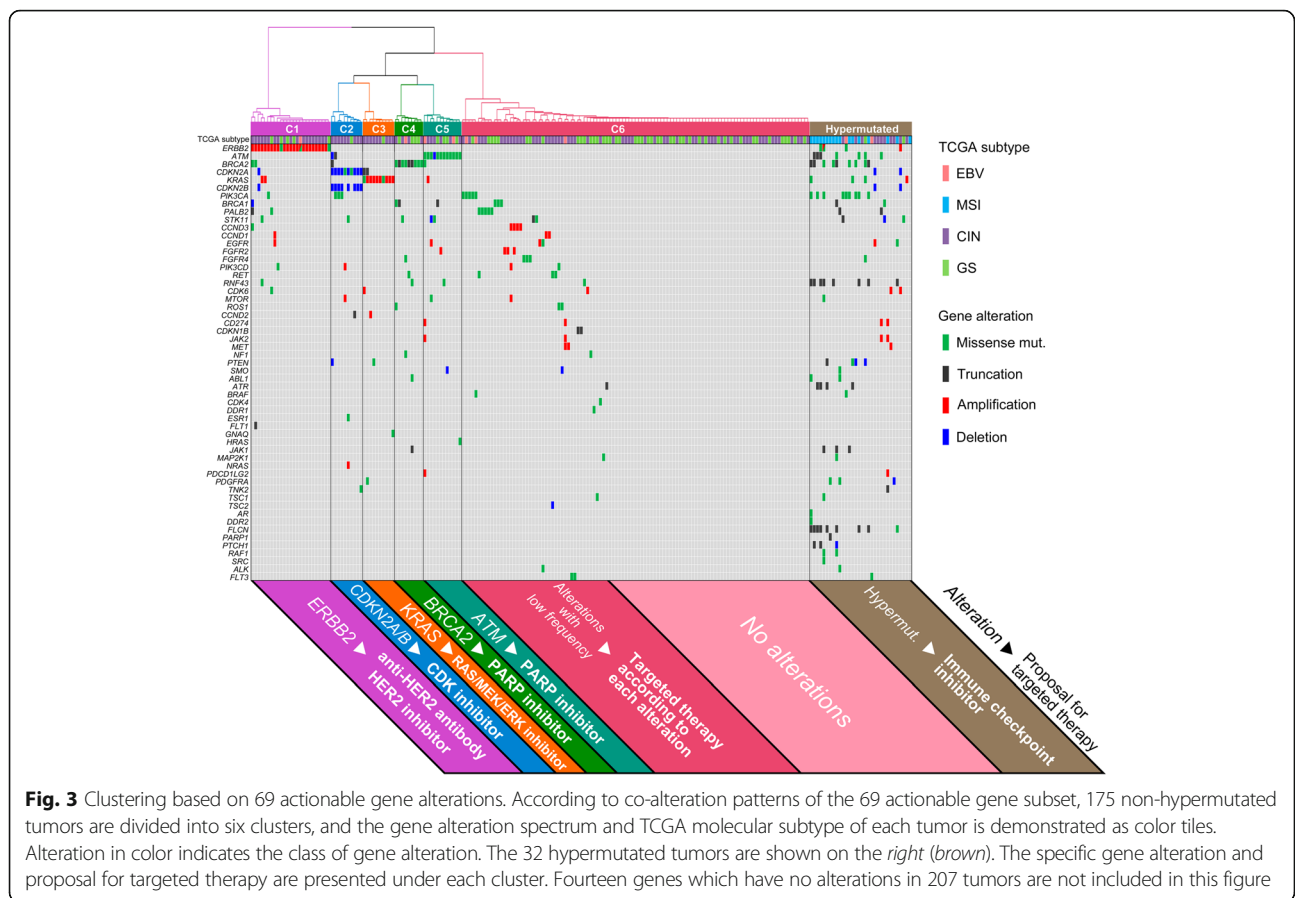 C1 C2 C3 C4 C5 C6 Hypermutated
TCGA subtype
ERBB2
ATM
BRCA2
CDKN2A
KRAS
CDKN2B
PIK3CA
BRCA1
PALB2
STK11
CCND3
CCND1
EGFR
FGFR2
FGFR4
PIK3CD
RET
RNF43
CDK6
MTOR
ROS1
CCND2
CD274
CDKN1B
JAK2
MET
NF1
PTEN
SMO
ABL1
ATR
BRAF
CDK4
DDR1
ESR1
FLT1
GNAQ
HRAS
JAK1
MAP2K1
NRAS
PDCD1LG2
PDGFRA
TNK2
TSC1
TSC2
AR
DDR2
FLCN
PARP1
PTCH1
RAF1
SRC
ALK
FLT3
TCGA subtype
EBV
MSI
CIN
GS
Gene alteration
Missense mut.
Truncation
Amplification
Deletion
ERBB2 ▶ anti-HER2 antibody
HER2 inhibitor
CDKN2A/B ▶ CDK inhibitor
KRAS ▶ RAS/MEK/ERK inhibitor
BRCA2 ▶ PARP inhibitor
ATM ▶ PARP inhibitor
Alterations
with
low frequency
▶ Targeted therapy
according to
each alteration
No alterations
Hypermut. ▶ Immune checkpoint
inhibitor
Alteration ▶ Proposal for
targeted therapy
Fig. 3 Clustering based on 69 actionable gene alterations. According to co-alteration patterns of the 69 actionable gene subset, 175 non-hypermutated
tumors are divided into six clusters, and the gene alteration spectrum and TCGA molecular subtype of each tumor is demonstrated as color tiles.
Alteration in color indicates the class of gene alteration. The 32 hypermutated tumors are shown on the right (brown). The specific gene alteration and
proposal for targeted therapy are presented under each cluster. Fourteen genes which have no alterations in 207 tumors are not included in this figure